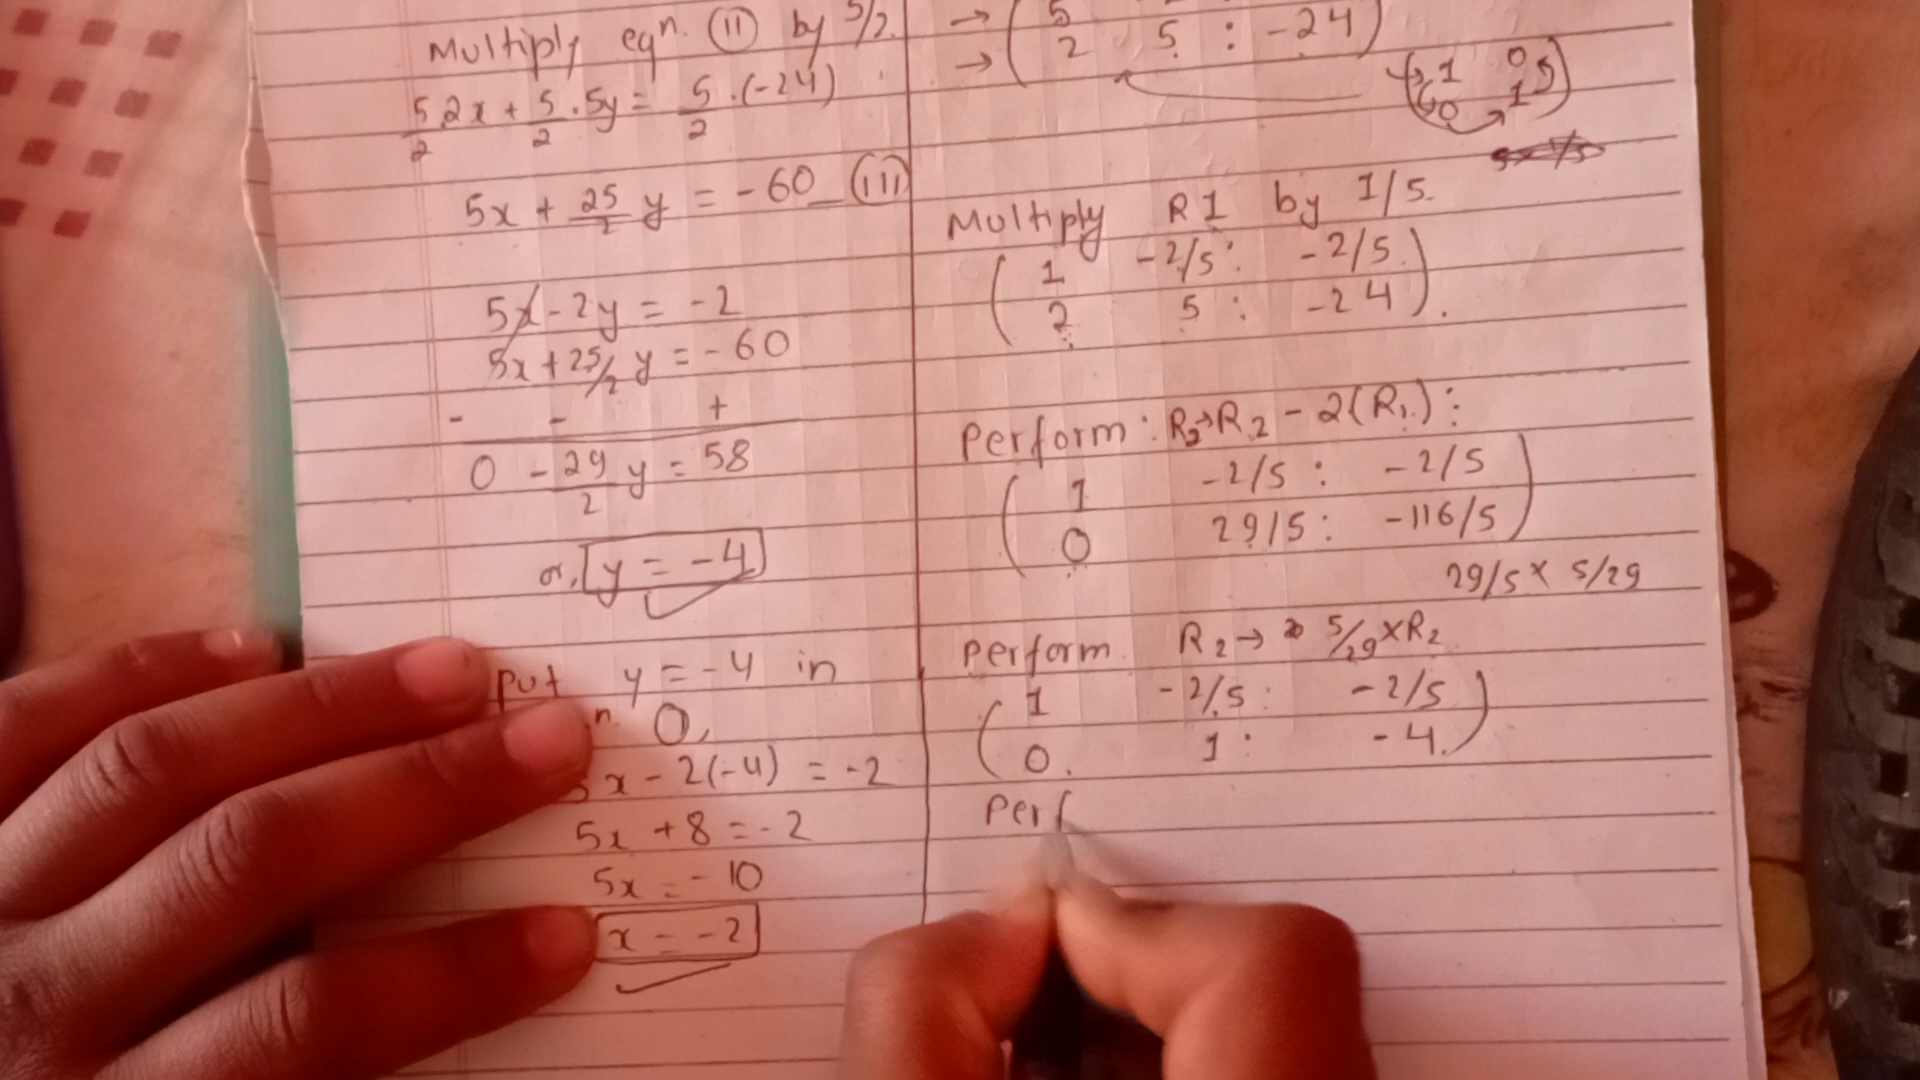 Multiply eqn. (II) by 5/2.
5/2 2x + 5/2 . 5y = 5/2 . (-24)
5x + 25/2 y = -60 _ (III)
5x - 2y = -2
5x + 25/2 y = -60
- - +
0 - 29/2 y = 58
or, y = -4
Put y = -4 in
n.
5x - 2(-4) = -2
5x + 8 = -2
5x = -10
x = -2
→ ( 5
→ 2 5 : -24 )
( 1 0
0 1 )
Multiply R1 by 1/5.
( 1 -2/5 : -2/5
2 5 : -24 ) .
Perform : R2→R2 - 2(R1) :
( 1 -2/5 : -2/5
0 29/5 : -116/5 )
29/5 × 5/29
Perform R2 → 5/29 × R2
( 1 -2/5 : -2/5
0. 1 : -4. )
Perf